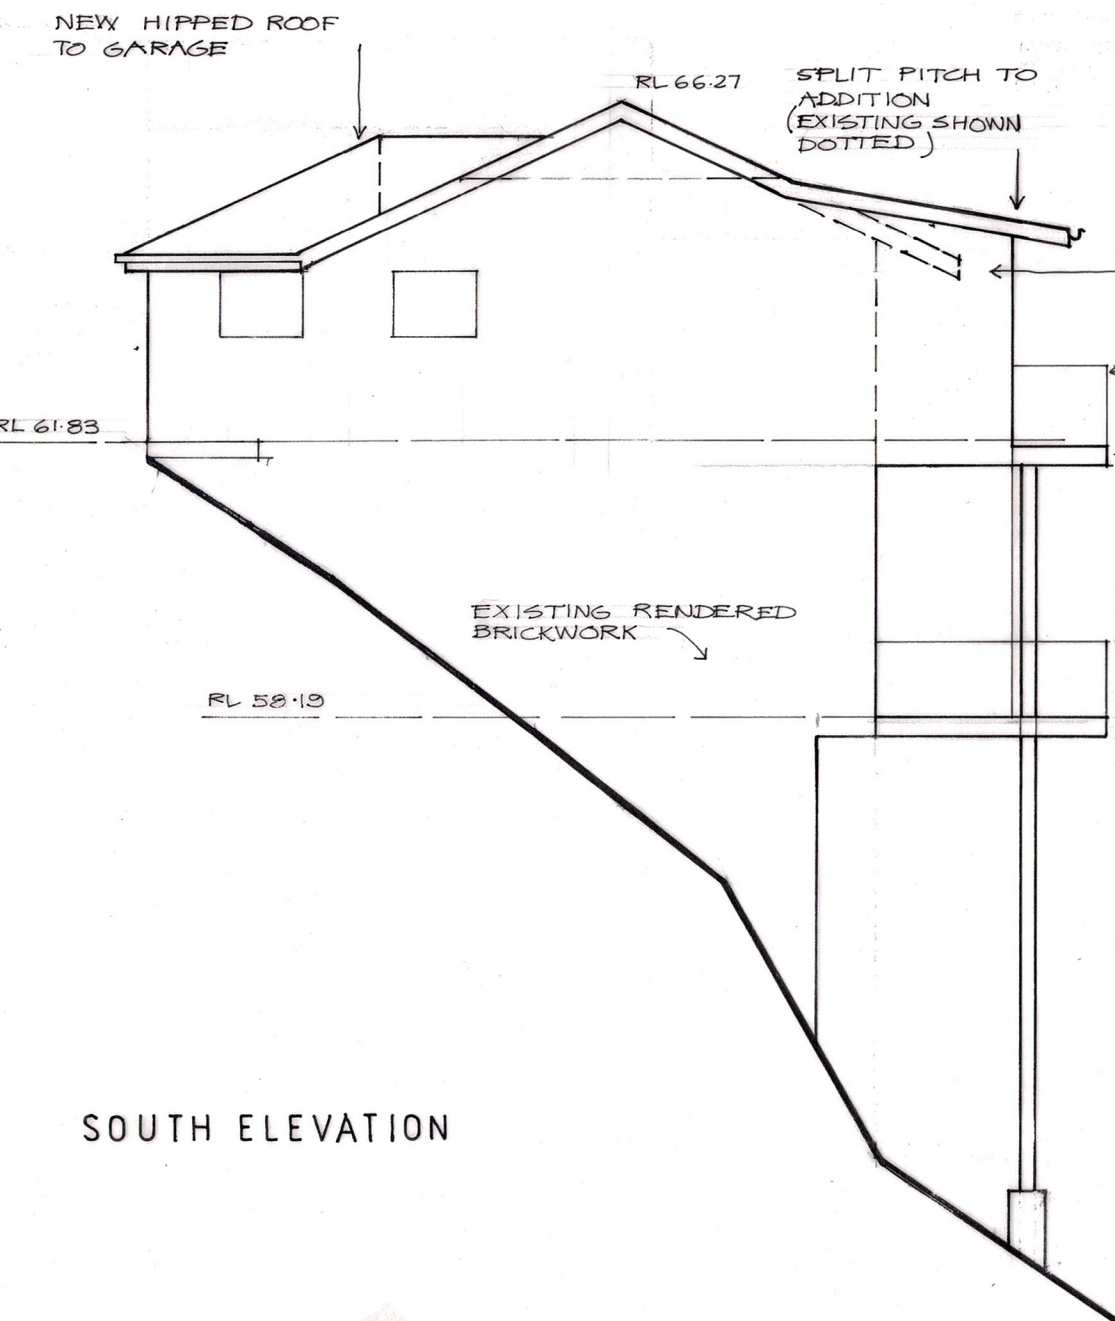 NEW HIPPED ROOF
TO GARAGE
RL 66.27
SPLIT PITCH TO
ADDITION
(EXISTING SHOWN
DOTTED)
RL 61.83
EXISTING RENDERED
BRICKWORK
RL 58.19
SOUTH ELEVATION